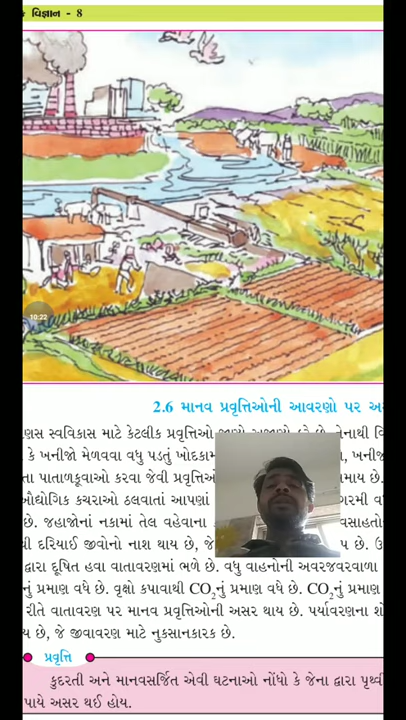 ★ વિજ્ઞાન - 8
10:22
2.6 માનવ પ્રવૃત્તિઓની આવરણો પર
સ્વવિકાસ માટે કેટલીક પ્રવૃત્તિઓ જાણે અજાણે કરે છે. તેનાથી
કે ખનીજો મેળવવા વધુ પડતું
પાતાળકૂવાઓ કરવા જેવી
ઔદ્યોગિક કચરાઓ ઠલવાતાં આપણાં
છે. જહાજોનાં નકામાં તેલ વહેવાના
દરિયાઈ જીવોનો નાશ થાય છે, જે
દ્વારા દૂષિત હવા વાતાવરણમાં ભળે છે. વધુ વાહનોની અવરજવરવાળા
નું પ્રમાણ વધે છે. વૃક્ષો કપાવાથી CO₂નું પ્રમાણ વધે છે. CO₂નું પ્રમાણ
રીતે વાતાવરણ પર માનવ પ્રવૃત્તિઓની અસર થાય છે. પર્યાવરણના
છે, જે જીવાવરણ માટે નુકસાનકારક છે.
પ્રવૃત્તિ
કુદરતી અને માનવસર્જિત એવી ઘટનાઓ નોંધો કે જેના દ્વારા
અસર થઈ હોય.